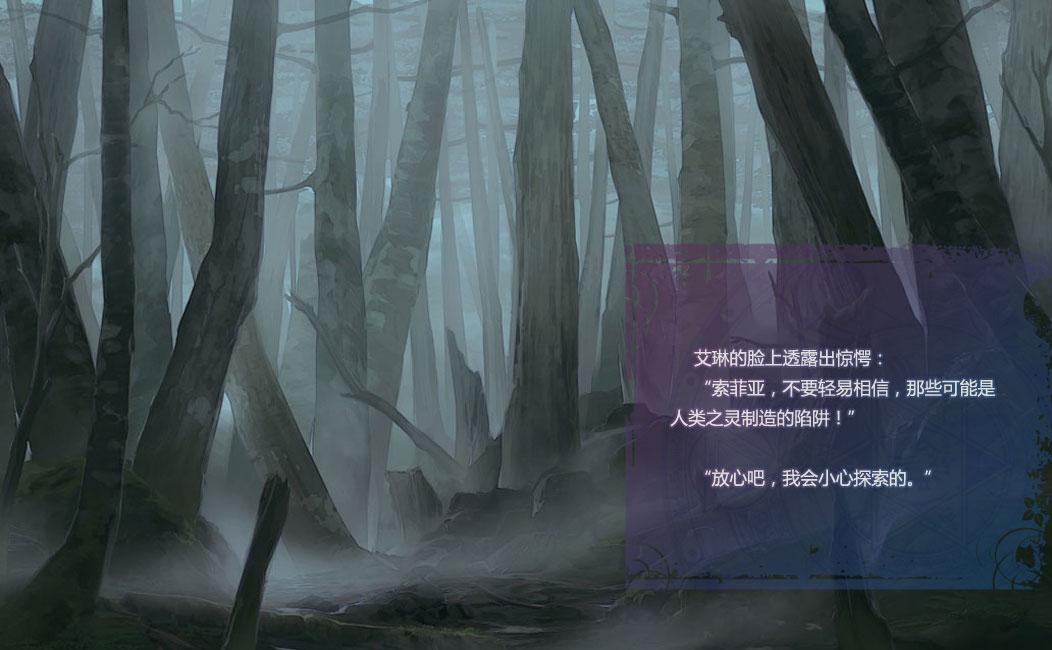 艾琳的脸上透露出惊愕：
“索菲亚，不要轻易相信，那些可能是
人类之灵制造的陷阱！”
“放心吧，我会小心探索的。”